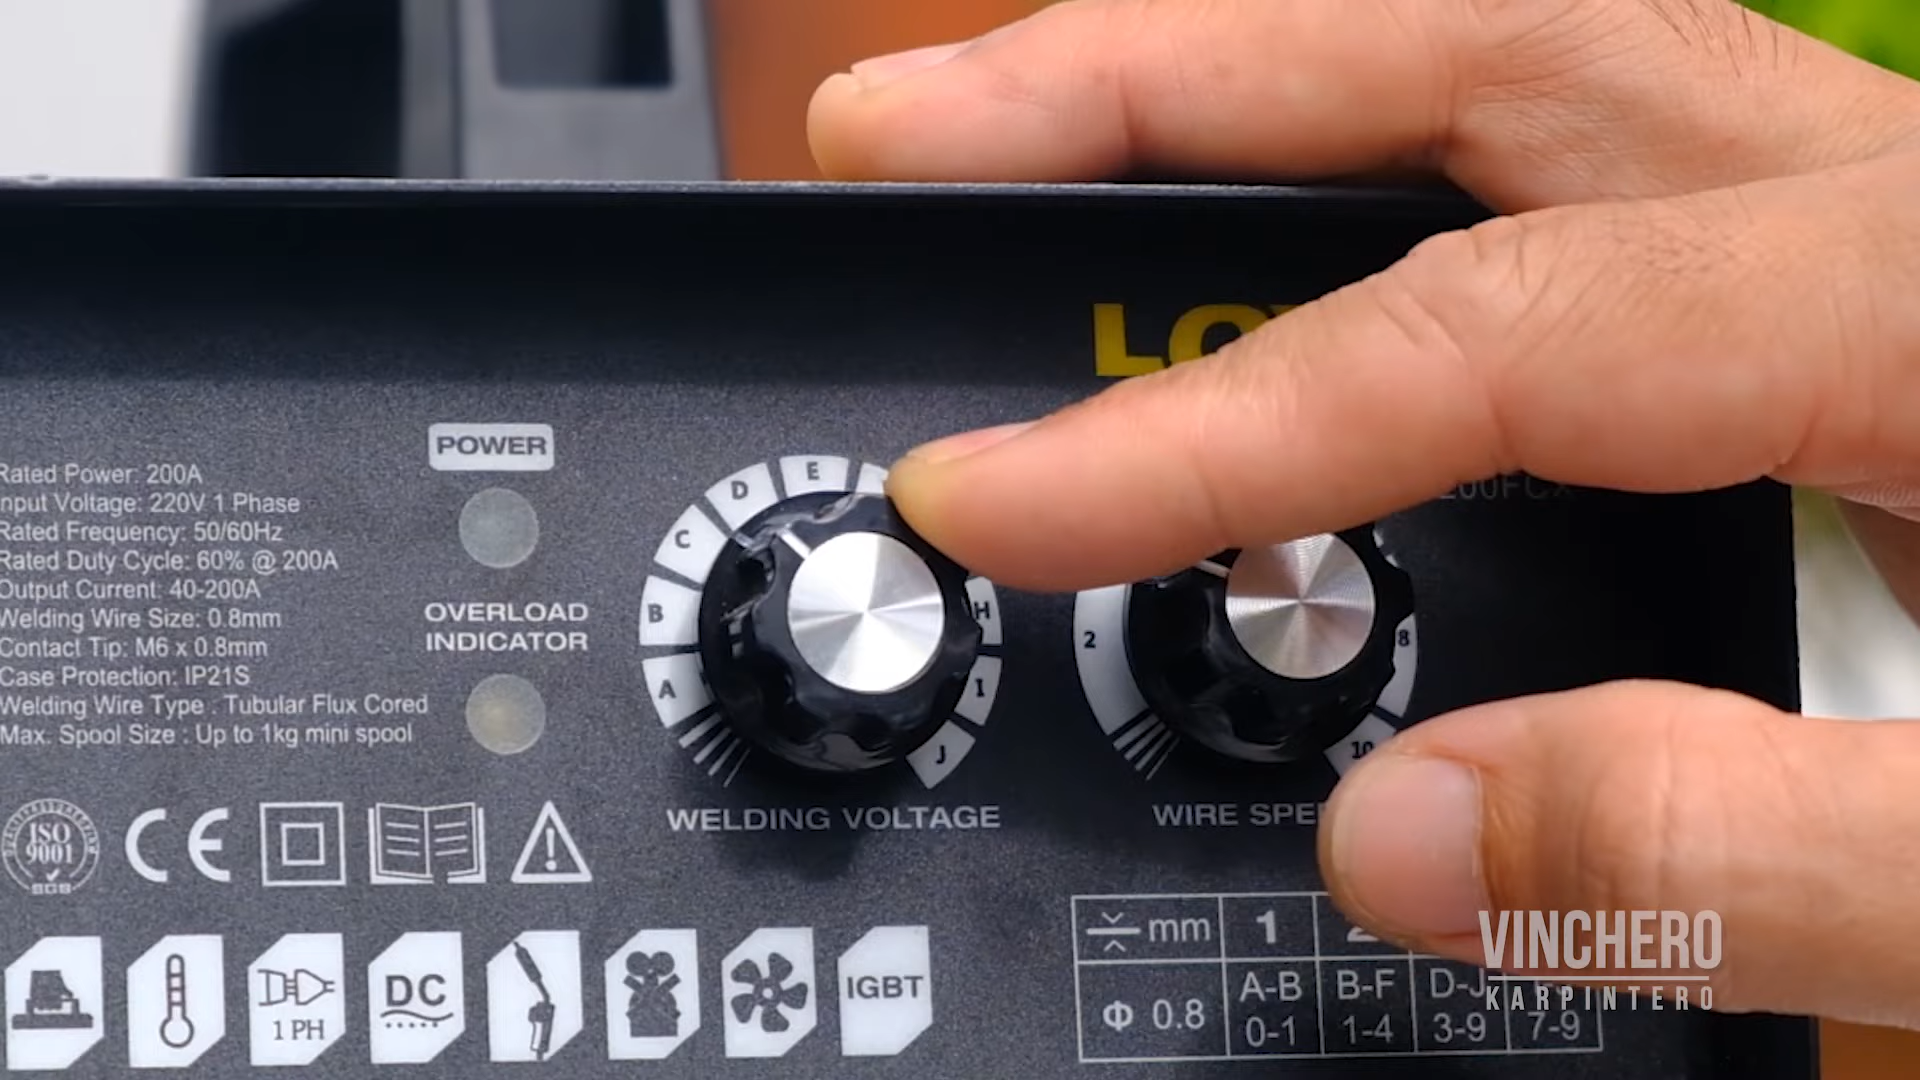 POWER
Rated Power: 200A
Input Voltage: 220V 1 Phase
Rated Frequency: 50/60Hz
Rated Duty Cycle: 60% @ 200A
Output Current: 40-200A
Welding Wire Size: 0.8mm
Contact Tip: M6 x 0.8mm
Case Protection: IP21S
Welding Wire Type : Tubular Flux Cored
Max. Spool Size : Up to 1kg mini spool
OVERLOAD
INDICATOR
A B C D E H I J
WELDING VOLTAGE
2 8 10
WIRE
ISO
9001
SGS
CE
1 PH
DC
IGBT
mm 1 2
Φ 0.8 A-B B-F D-J
0-1 1-4 3-9 7-9
VINCHERO
KARPINTERO